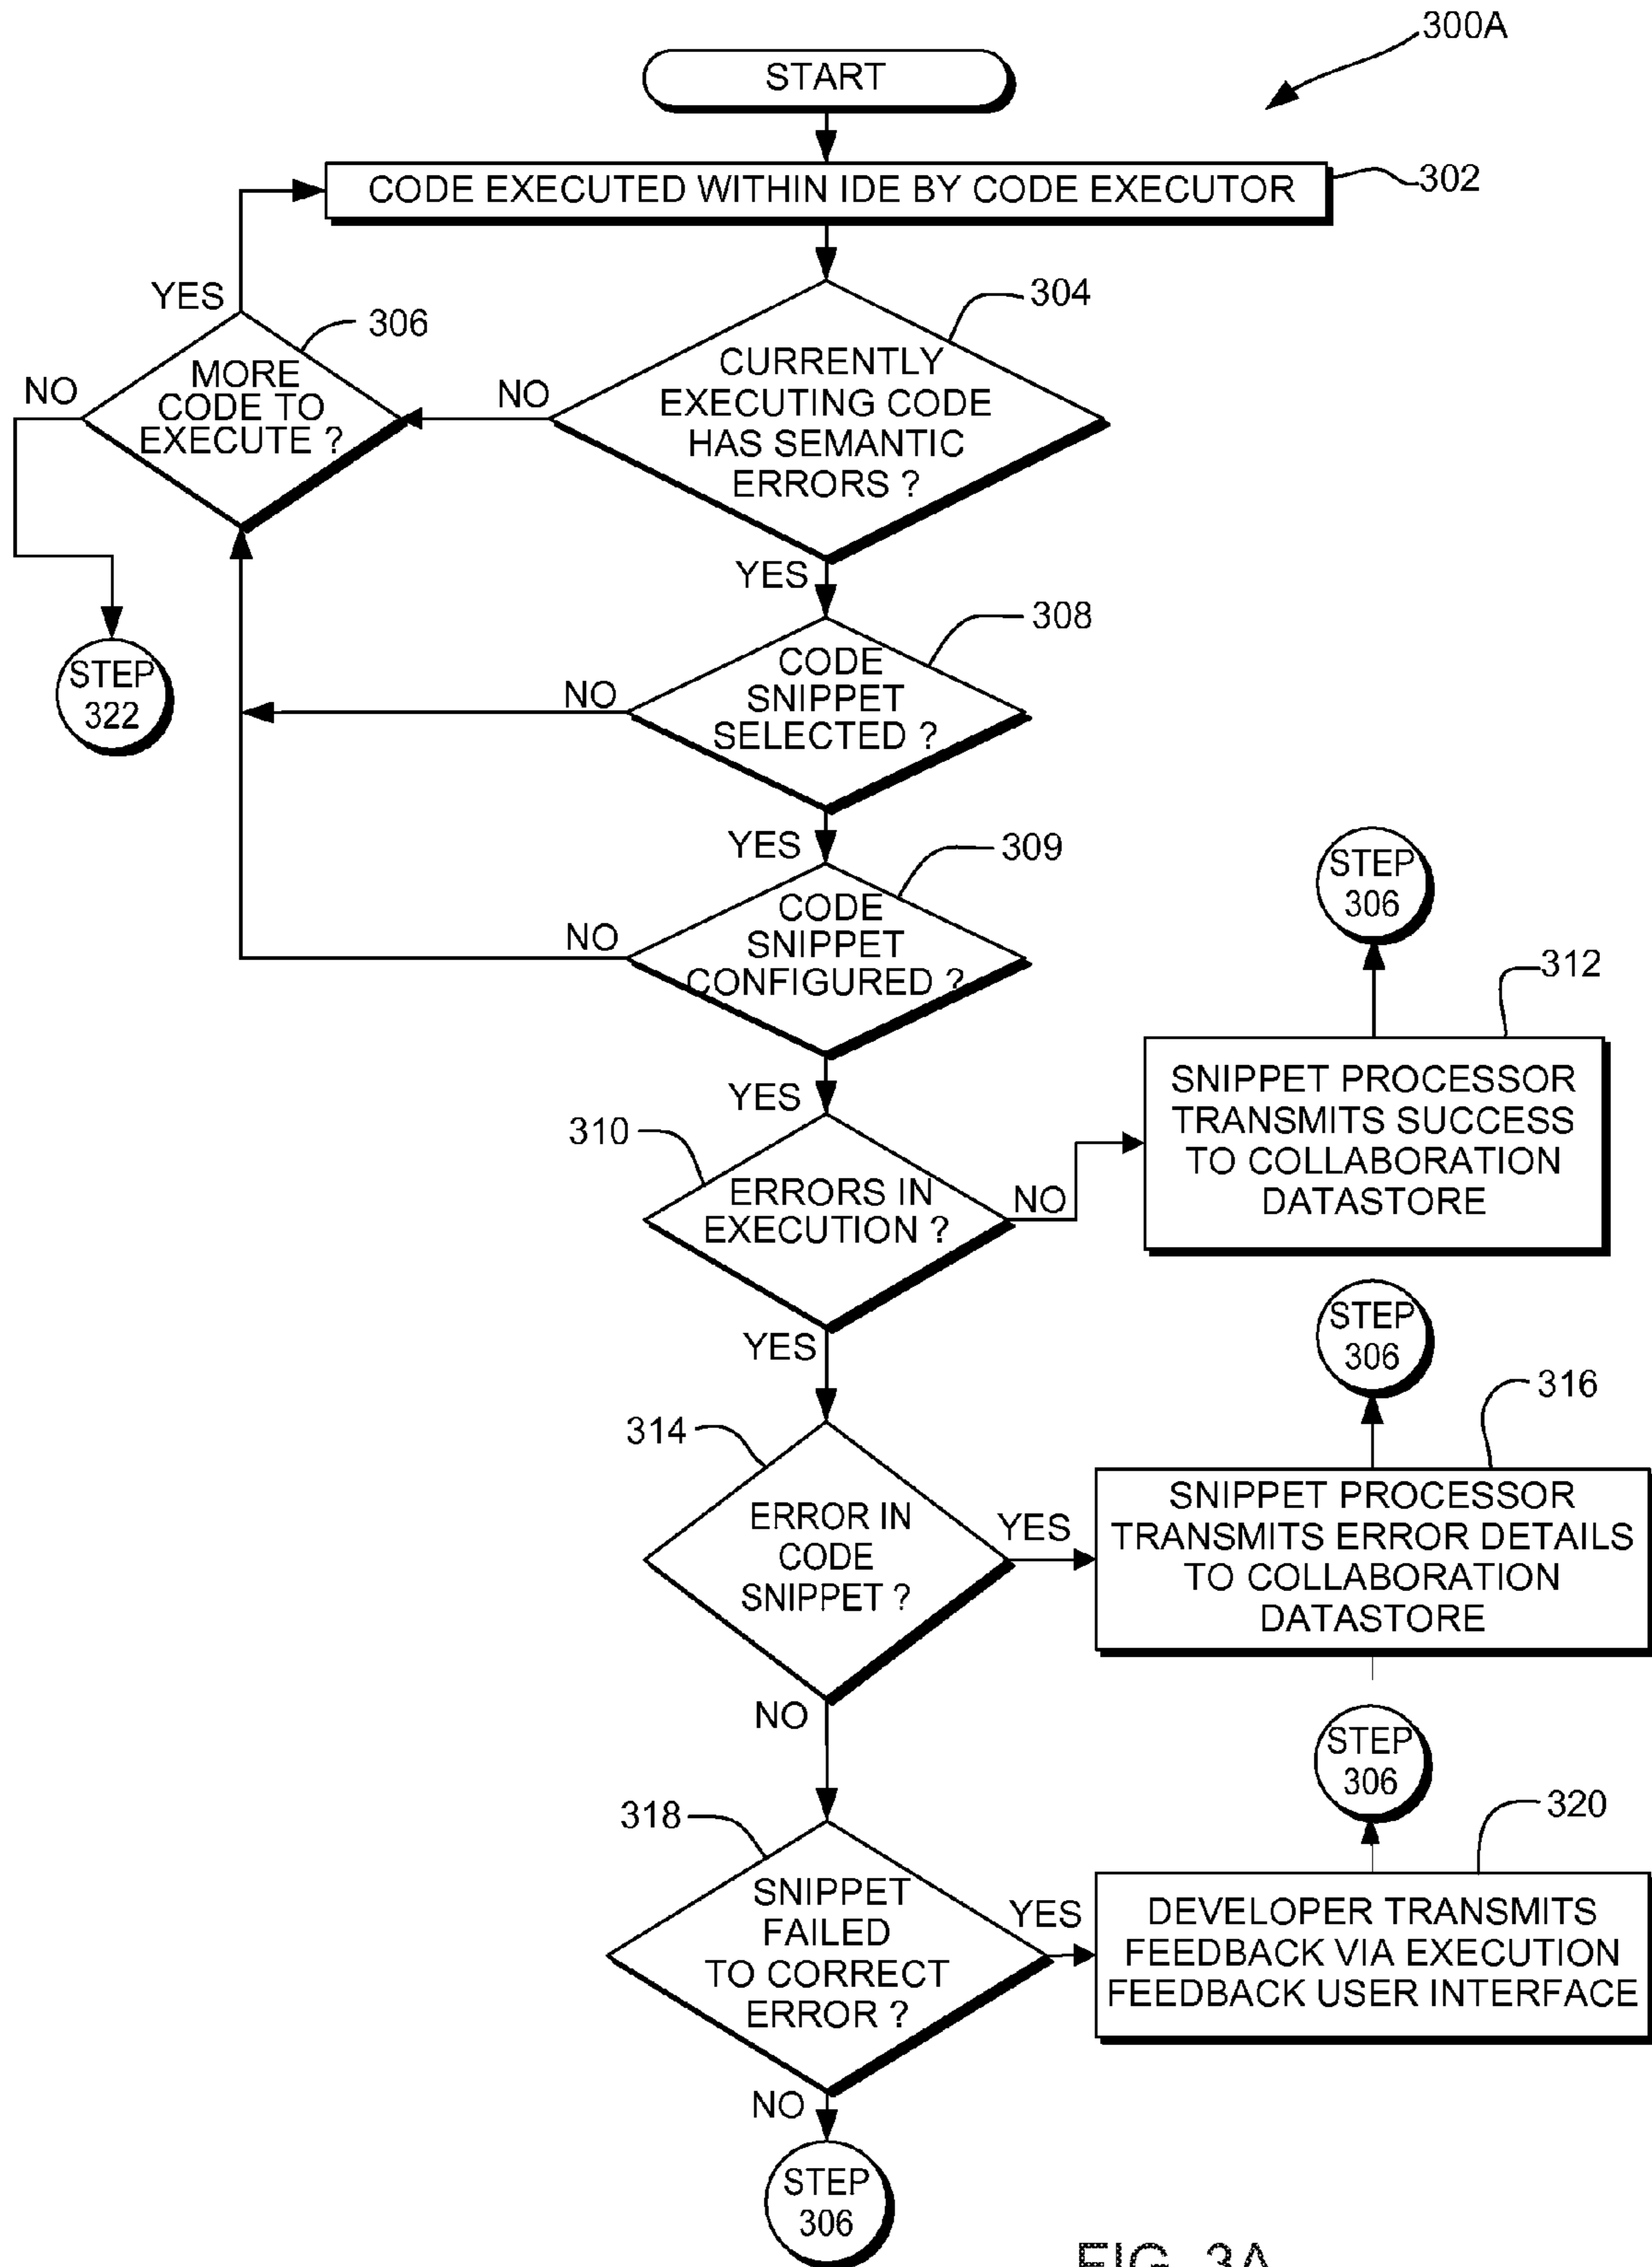 300A
START
CODE EXECUTED WITHIN IDE BY CODE EXECUTOR
302
YES
304
306
MORE
CODE TO
EXECUTE ?
NO
NO
CURRENTLY
EXECUTING CODE
HAS SEMANTIC
ERRORS ?
YES
308
STEP
322
NO
CODE
SNIPPET
SELECTED ?
YES
309
NO
CODE
SNIPPET
CONFIGURED ?
STEP
306
312
YES
310
ERRORS IN
EXECUTION ?
NO
SNIPPET PROCESSOR
TRANSMITS SUCCESS
TO COLLABORATION
DATASTORE
YES
STEP
306
314
316
ERROR IN
CODE
SNIPPET ?
YES
SNIPPET PROCESSOR
TRANSMITS ERROR DETAILS
TO COLLABORATION
DATASTORE
NO
STEP
306
318
320
SNIPPET
FAILED
TO CORRECT
ERROR ?
YES
DEVELOPER TRANSMITS
FEEDBACK VIA EXECUTION
FEEDBACK USER INTERFACE
NO
STEP
306
FIG. 3A